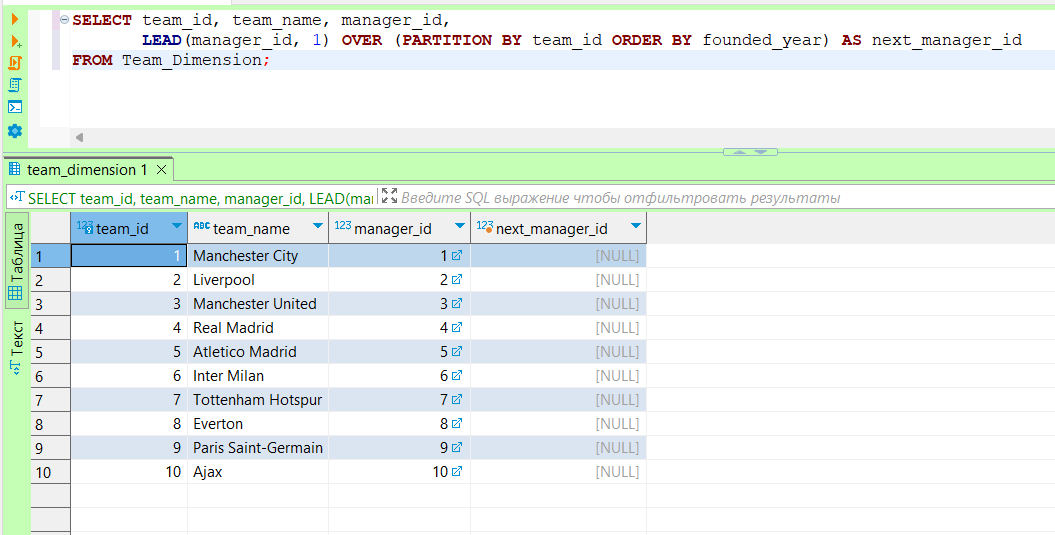 SELECT team_id, team_name, manager_id,
LEAD(manager_id, 1) OVER (PARTITION BY team_id ORDER BY founded_year) AS next_manager_id
FROM Team_Dimension;
team_dimension 1
SELECT team_id, team_name, manager_id, LEAD(mai
Введите SQL выражение чтобы отфильтровать результаты
Таблица
Текст
123 team_id ABC team_name 123 manager_id 123 next_manager_id
1 1 Manchester City 1 [NULL]
2 2 Liverpool 2 [NULL]
3 3 Manchester United 3 [NULL]
4 4 Real Madrid 4 [NULL]
5 5 Atletico Madrid 5 [NULL]
6 6 Inter Milan 6 [NULL]
7 7 Tottenham Hotspur 7 [NULL]
8 8 Everton 8 [NULL]
9 9 Paris Saint-Germain 9 [NULL]
10 10 Ajax 10 [NULL]